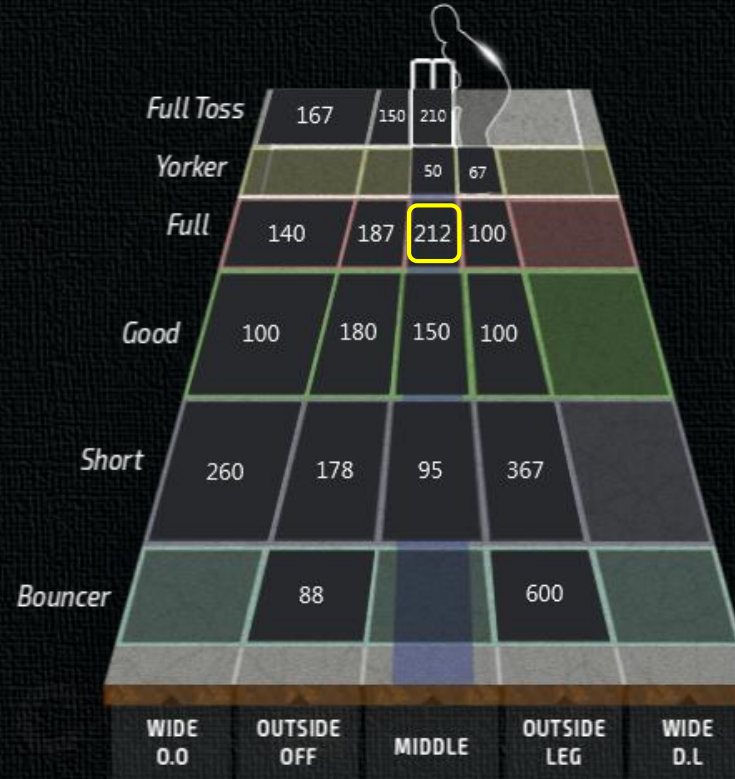 Full Toss 167 150 210
Yorker 50 67
Full 140 187 212 100
Good 100 180 150 100
Short 260 178 95 367
Bouncer 88 600
WIDE OUTSIDE MIDDLE OUTSIDE WIDE
O.O OFF LEG D.L